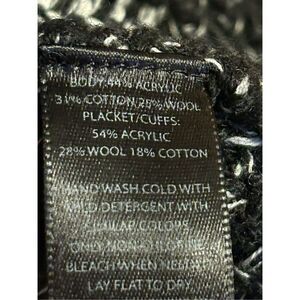 BODY: 44% ACRYLIC
31% COTTON 25% WOOL
PLACKET/CUFFS:
54% ACRYLIC
28% WOOL 18% COTTON
HAND WASH COLD WITH
MILD DETERGENT WITH
SIMILAR COLORS.
ONLY NON-CHLORINE
BLEACH WHEN NEEDED
LAY FLAT TO DRY.